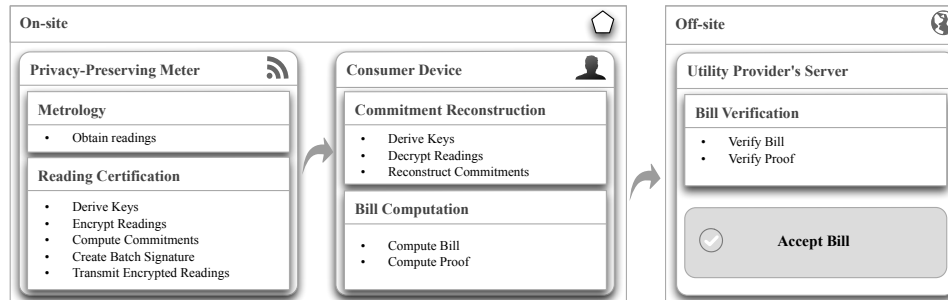 On-site
Privacy-Preserving Meter
Metrology
• Obtain readings
Reading Certification
• Derive Keys
• Encrypt Readings
• Compute Commitments
• Create Batch Signature
• Transmit Encrypted Readings
Consumer Device
Commitment Reconstruction
• Derive Keys
• Decrypt Readings
• Reconstruct Commitments
Bill Computation
• Compute Bill
• Compute Proof
Off-site
Utility Provider's Server
Bill Verification
• Verify Bill
• Verify Proof
Accept Bill